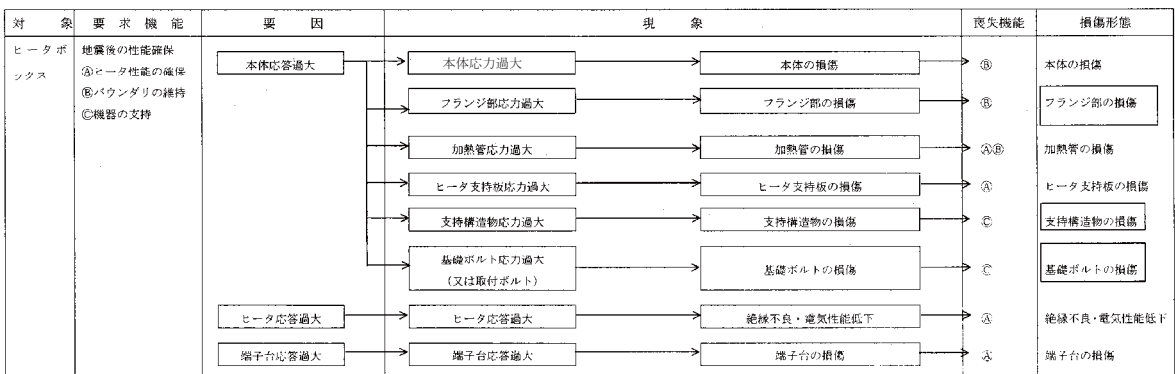 対 象 要 求 機 能 要 因 現 象 喪失機能 損傷形態
ヒータボ
ックス
地震後の性能確保
Ⓐヒータ性能の確保
Ⓑバウンダリの維持
Ⓒ機器の支持
本体応答過大 本体応力過大 本体の損傷 Ⓑ 本体の損傷
フランジ部応力過大 フランジ部の損傷 Ⓑ フランジ部の損傷
加熱管応力過大 加熱管の損傷 ⒶⒷ 加熱管の損傷
ヒータ支持板応力過大 ヒータ支持板の損傷 Ⓐ ヒータ支持板の損傷
支持構造物応力過大 支持構造物の損傷 Ⓒ 支持構造物の損傷
基礎ボルト応力過大
(又は取付ボルト)
基礎ボルトの損傷 Ⓒ 基礎ボルトの損傷
ヒータ応答過大 ヒータ応答過大 絶縁不良・電気性能低下 Ⓐ 絶縁不良・電気性能低下
端子台応答過大 端子台応答過大 端子台の損傷 Ⓐ 端子台の損傷